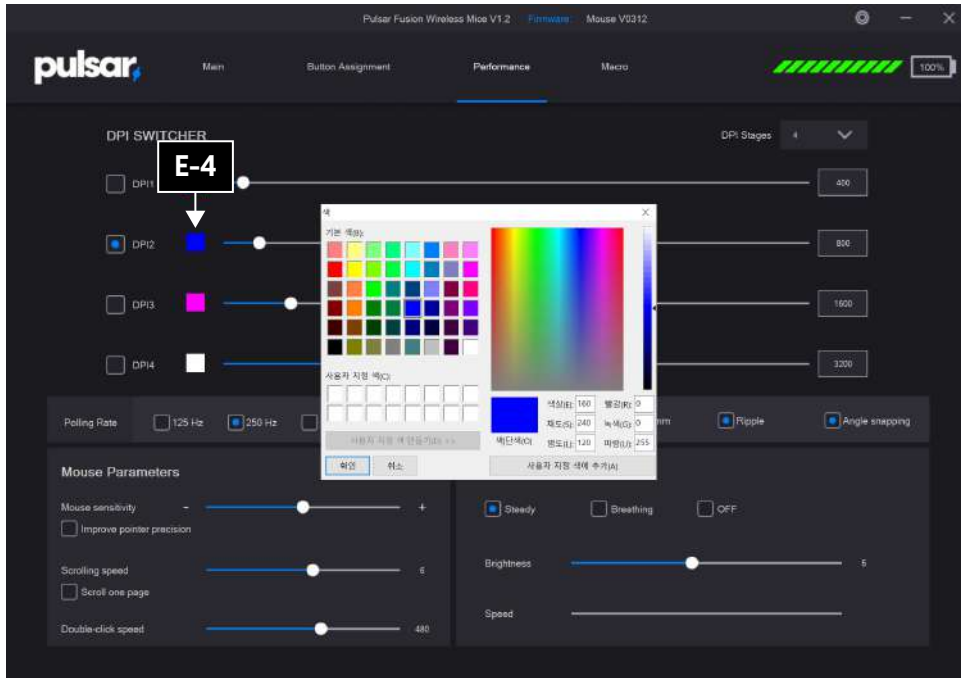 Pulsar Fusion Wireless Mice V1.2 Firmware: Mouse V0312
pulsar
Main Button Assignment Performance Macro 100%
DPI SWITCHER DPI Stages 4
E-4
DPI1 400
DPI2 800
DPI3 1600
DPI4 3200
색
기본 색(B):
사용자 지정 색(C):
사용자 지정 색 만들기(D) >>
확인 취소
색상(E): 160 빨강(R): 0
채도(S): 240 녹색(G): 0
색|단색(O) 명도(L): 120 파랑(U): 255
사용자 지정 색에 추가(A)
Polling Rate 125 Hz 250 Hz mm Ripple Angle snapping
Mouse Parameters
Mouse sensitivity - +
Improve pointer precision
Scrolling speed 6
Scroll one page
Double-click speed 480
Steady Breathing OFF
Brightness 5
Speed